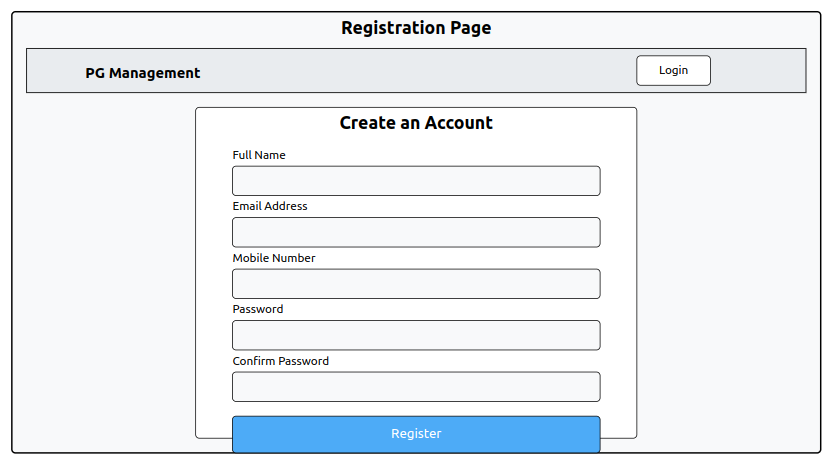 Registration Page
PG Management
Login
Create an Account
Full Name
Email Address
Mobile Number
Password
Confirm Password
Register